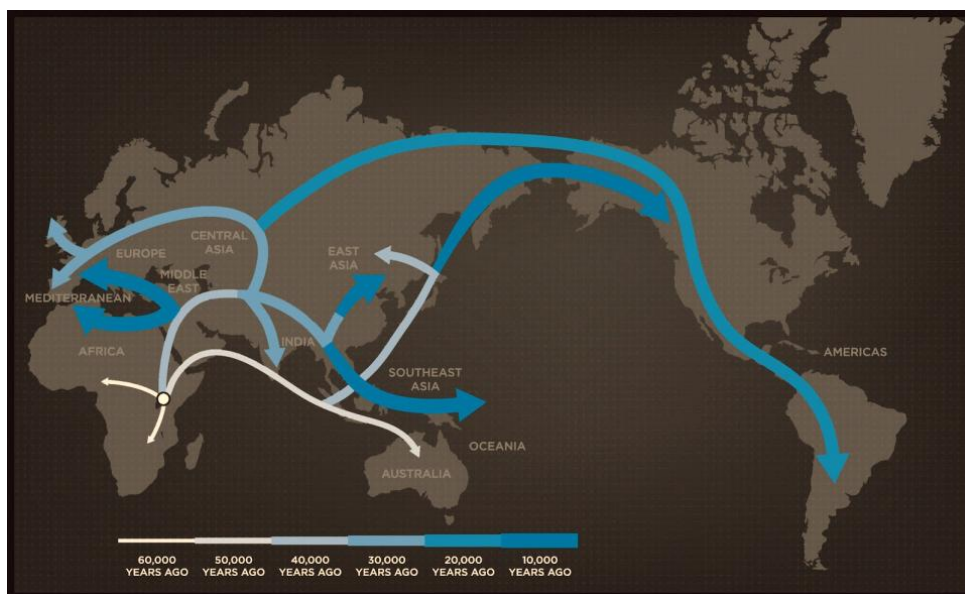 CENTRAL
ASIA
EUROPE
EAST
ASIA
MIDDLE
EAST
MEDITERRANEAN
INDIA
AFRICA
AMERICAS
SOUTHEAST
ASIA
OCEANIA
AUSTRALIA
60,000
YEARS AGO
50,000
YEARS AGO
40,000
YEARS AGO
30,000
YEARS AGO
20,000
YEARS AGO
10,000
YEARS AGO